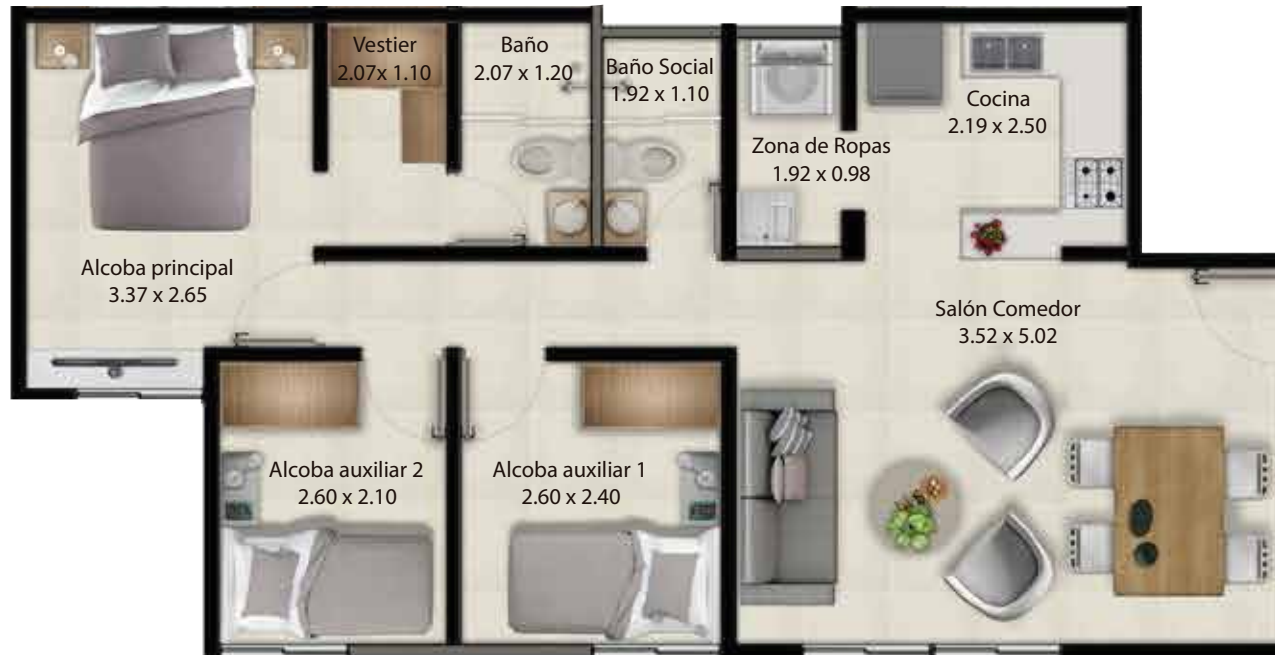 Vestier
2.07x 1.10
Baño
2.07 x 1.20
Baño Social
1.92 x 1.10
Cocina
2.19 x 2.50
Zona de Ropas
1.92 x 0.98
Alcoba principal
3.37 x 2.65
Salón Comedor
3.52 x 5.02
Alcoba auxiliar 2
2.60 x 2.10
Alcoba auxiliar 1
2.60 x 2.40